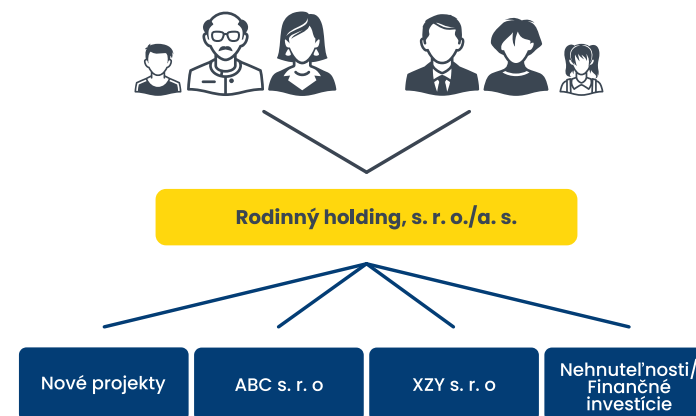 Rodinný holding, s. r. o./a. s.
Nové projekty
ABC s. r. o
XZY s. r. o
Nehnuteľnosti/
Finančné
investície